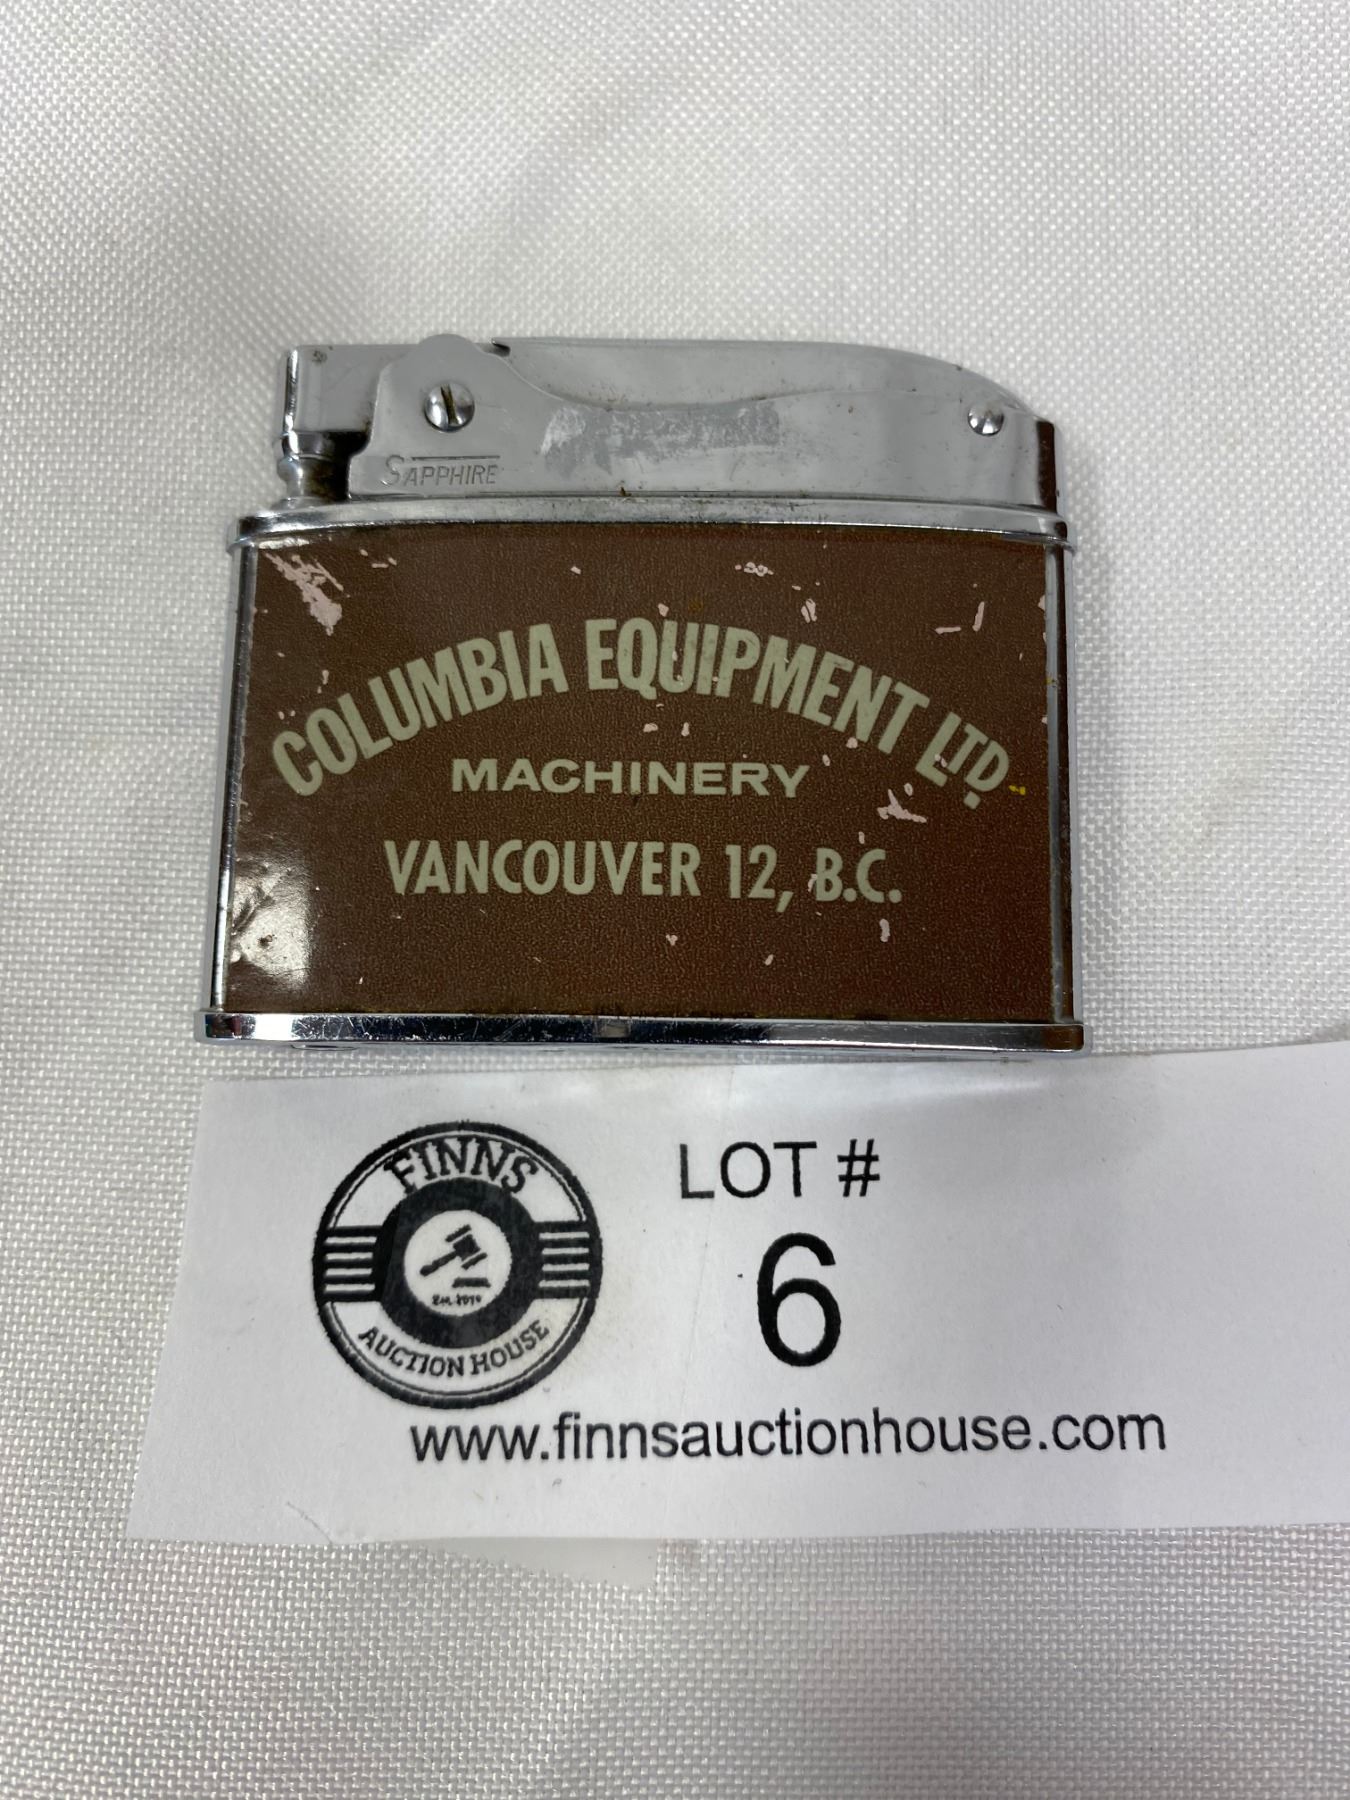 SAPPHIRE
COLUMBIA EQUIPMENT LTD.
MACHINERY
VANCOUVER 12, B.C.
FINNS
AUCTION HOUSE
LOT #
6
www.finnsauctionhouse.com